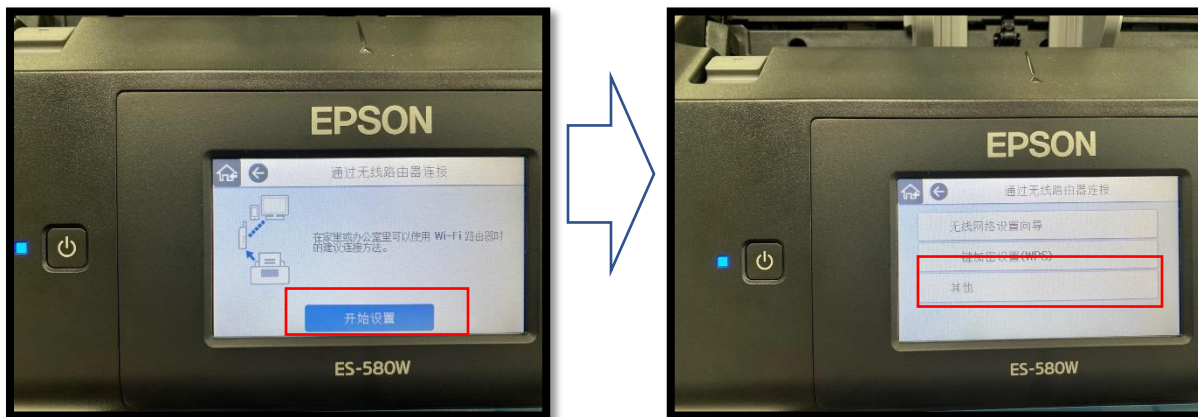 EPSON
通过无线路由器连接
在家里或办公室里可以使用 Wi-Fi 路由器时
的建议连接方法。
开始设置
ES-580W
EPSON
通过无线路由器连接
无线网络设置向导
一键加密设置(WPS)
其他
ES-580W